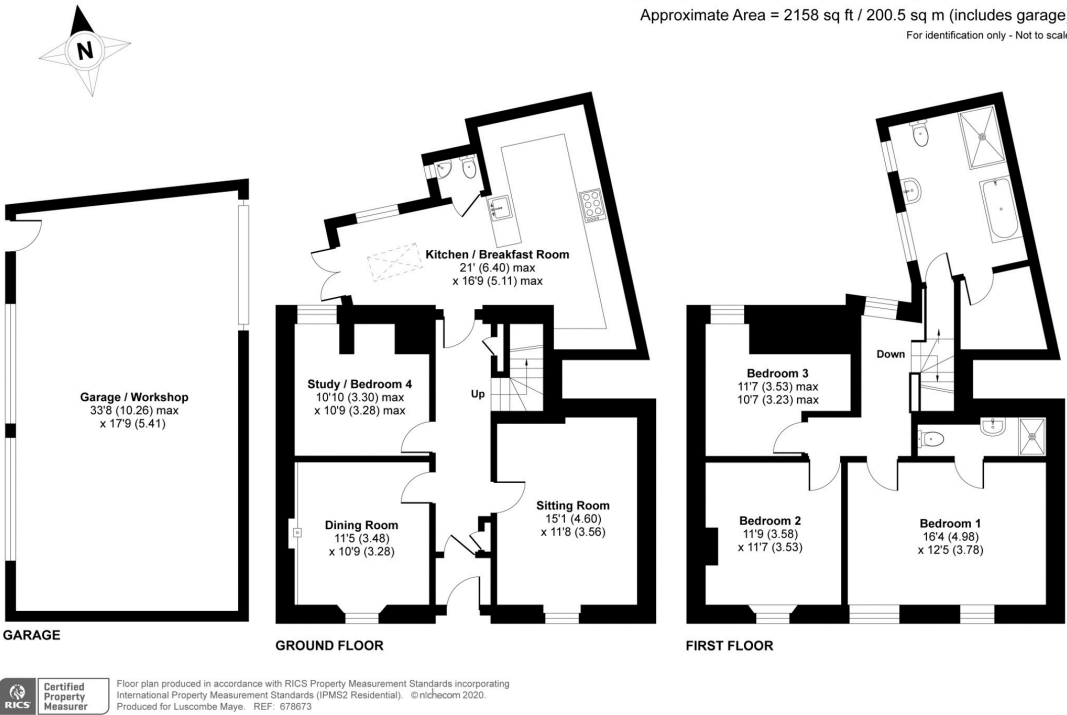 Approximate Area = 2158 sq ft / 200.5 sq m (includes garage
For identification only - Not to scale
N
Garage / Workshop
33'8 (10.26) max
x 17'9 (5.41)
GARAGE
Kitchen / Breakfast Room
21' (6.40) max
x 16'9 (5.11) max
Study / Bedroom 4
10'10 (3.30) max
x 10'9 (3.28) max
Up
Dining Room
11'5 (3.48)
x 10'9 (3.28)
Sitting Room
15'1 (4.60)
x 11'8 (3.56)
GROUND FLOOR
Down
Bedroom 3
11'7 (3.53) max
10'7 (3.23) max
Bedroom 2
11'9 (3.58)
x 11'7 (3.53)
Bedroom 1
16'4 (4.98)
x 12'5 (3.78)
FIRST FLOOR
RICS
Certified
Property
Measurer
Floor plan produced in accordance with RICS Property Measurement Standards incorporating
International Property Measurement Standards (IPMS2 Residential). © nichecom 2020.
Produced for Luscombe Maye. REF: 678673